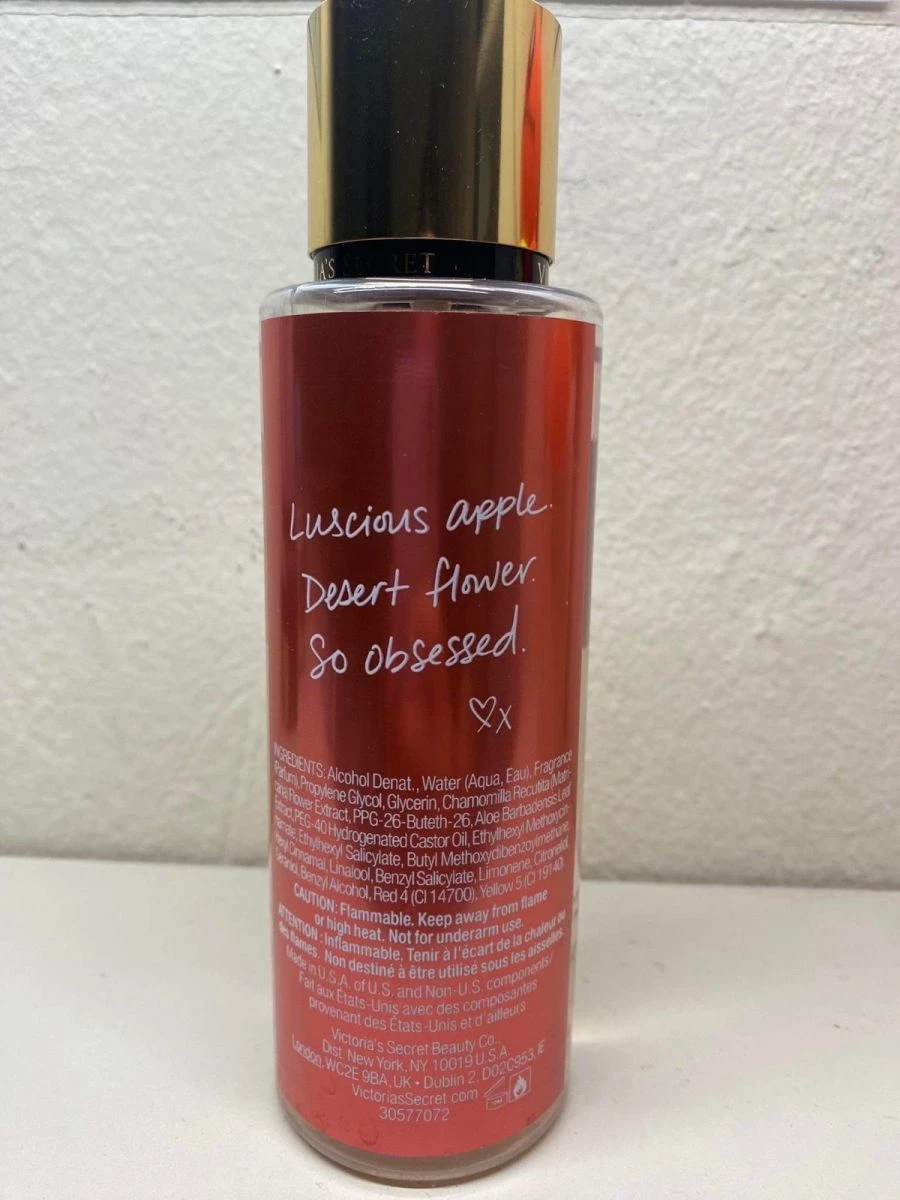 IA'S SECRET V
Luscious apple.
Desert flower.
So obsessed.
X
INGREDIENTS: Alcohol Denat., Water (Aqua, Eau), Fragrance
(Parfum), Propylene Glycol, Glycerin, Chamomilla Recutita (Matri-
caria) Flower Extract, PPG-26-Buteth-26, Aloe Barbadensis Leaf
Extract, PEG-40 Hydrogenated Castor Oil, Ethylhexyl Methoxycin-
namate, Ethylhexyl Salicylate, Butyl Methoxydibenzoylmethane,
Hexyl Cinnamal, Linalool, Benzyl Salicylate, Limonene, Citronellol,
Geraniol, Benzyl Alcohol, Red 4 (CI 14700), Yellow 5 (CI 19140).
CAUTION: Flammable. Keep away from flame
or high heat. Not for underarm use.
ATTENTION : Inflammable. Tenir à l'écart de la chaleur ou
des flames. Non destiné à être utilisé sous les aisselles.
Made in U.S.A. of U.S. and Non-U.S. components/
Fait aux États-Unis avec des composantes
provenant des États-Unis et d'ailleurs
Victoria's Secret Beauty Co.,
Dist. New York, NY 10019 U.S.A.
London, WC2E 9BA, UK • Dublin 2, D02C953, IE
VictoriasSecret.com
12M
30577072